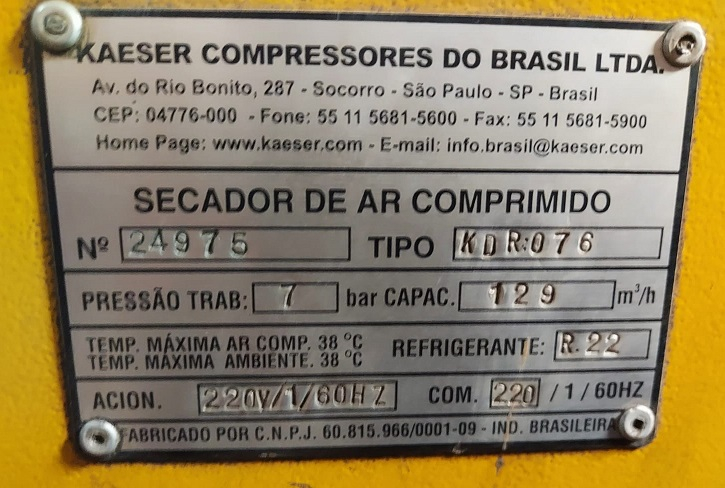 KAESER COMPRESSORES DO BRASIL LTDA.
Av. do Rio Bonito, 287 - Socorro - São Paulo - SP - Brasil
CEP: 04776-000 - Fone: 55 11 5681-5600 - Fax: 55 11 5681-5900
Home Page: www.kaeser.com - E-mail: info.brasil@kaeser.com
SECADOR DE AR COMPRIMIDO
Nº 24975 TIPO KDR:076
PRESSÃO TRAB: 7 bar CAPAC. 129 m³/h
TEMP. MÁXIMA AR COMP. 38 °C
TEMP. MÁXIMA AMBIENTE. 38 °C
REFRIGERANTE: R.22
ACION. 220V/1/60HZ COM. 220 / 1 / 60HZ
FABRICADO POR C.N.P.J. 60.815.966/0001-09 - IND. BRASILEIRA